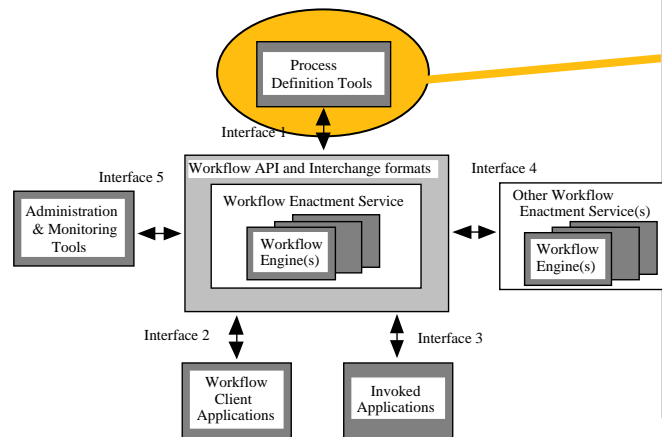 Process
Definition Tools
Interface 1
Workflow API and Interchange formats
Interface 4
Interface 5
Workflow Enactment Service
Other Workflow
Enactment Service(s)
Administration
& Monitoring
Tools
Workflow
Engine(s)
Workflow
Engine(s)
Interface 2
Interface 3
Workflow
Client
Applications
Invoked
Applications